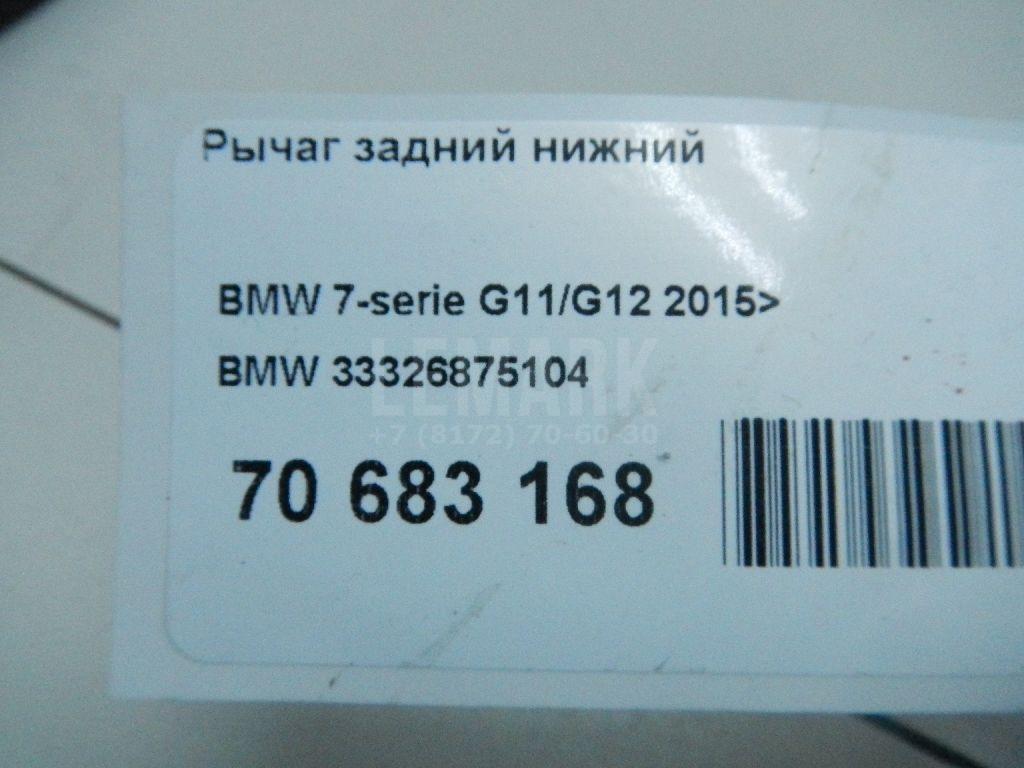 Рычаг задний нижний
BMW 7-serie G11/G12 2015>
BMW 33326875104
LEMARK
+7 (8172) 70-60-30
70 683 168